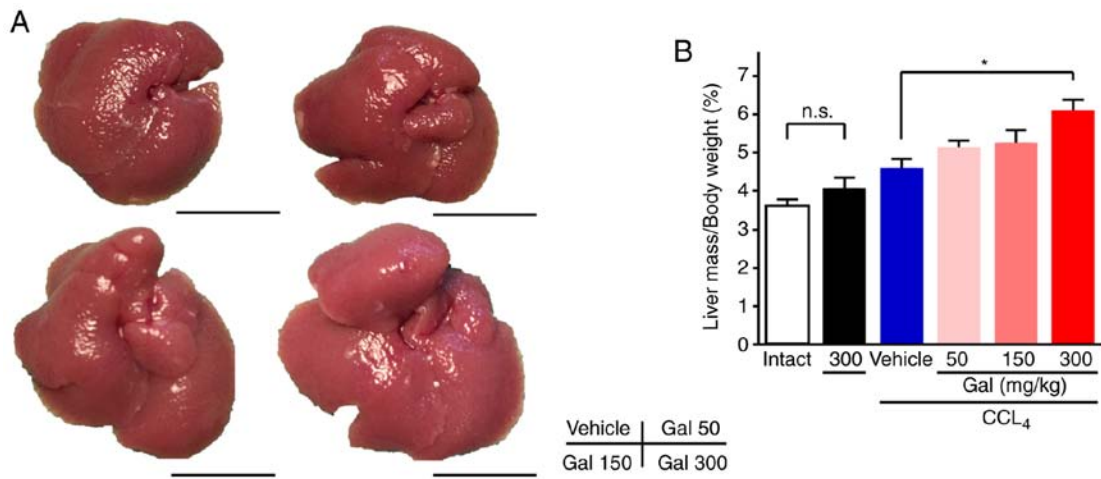 A
B
Liver mass/Body weight (%)
7
6
5
4
3
2
1
0
n.s.
*
Intact
300
Vehicle
50
150
300
Gal (mg/kg)
CCL4
Vehicle Gal 50
Gal 150 Gal 300